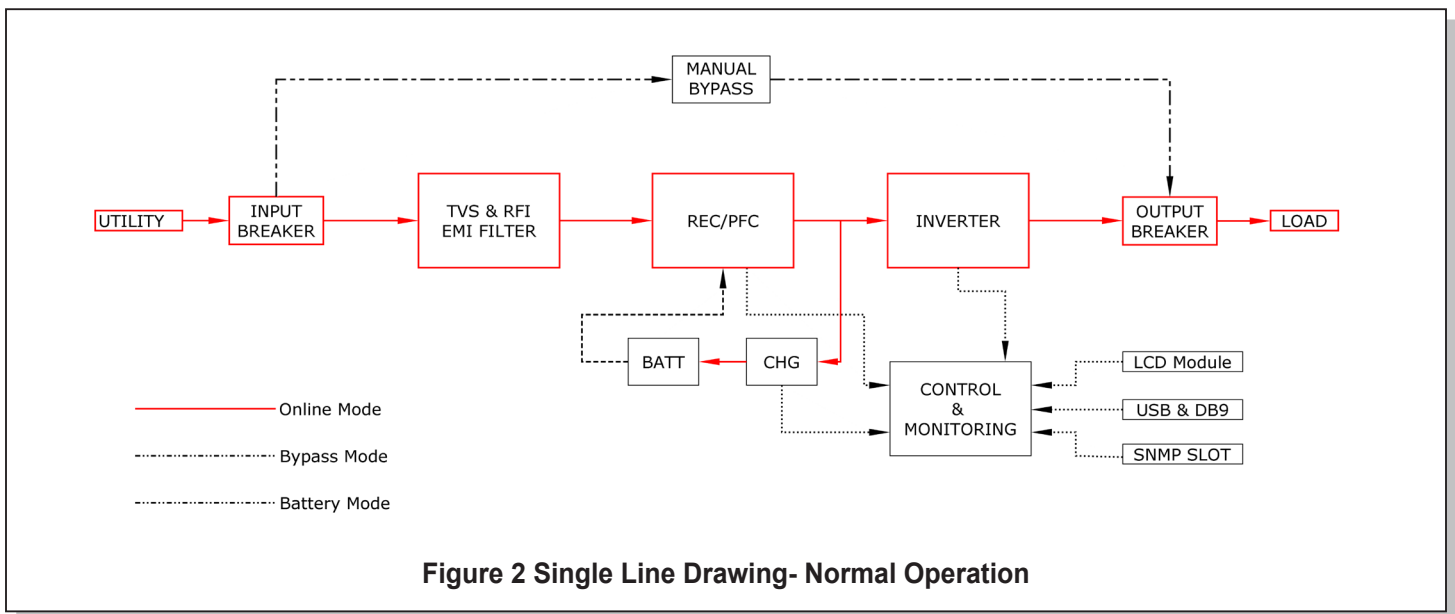 MANUAL
BYPASS
UTILITY
INPUT
BREAKER
TVS & RFI
EMI FILTER
REC/PFC
INVERTER
OUTPUT
BREAKER
LOAD
BATT
CHG
CONTROL
&
MONITORING
LCD Module
USB & DB9
SNMP SLOT
Online Mode
Bypass Mode
Battery Mode
Figure 2 Single Line Drawing- Normal Operation